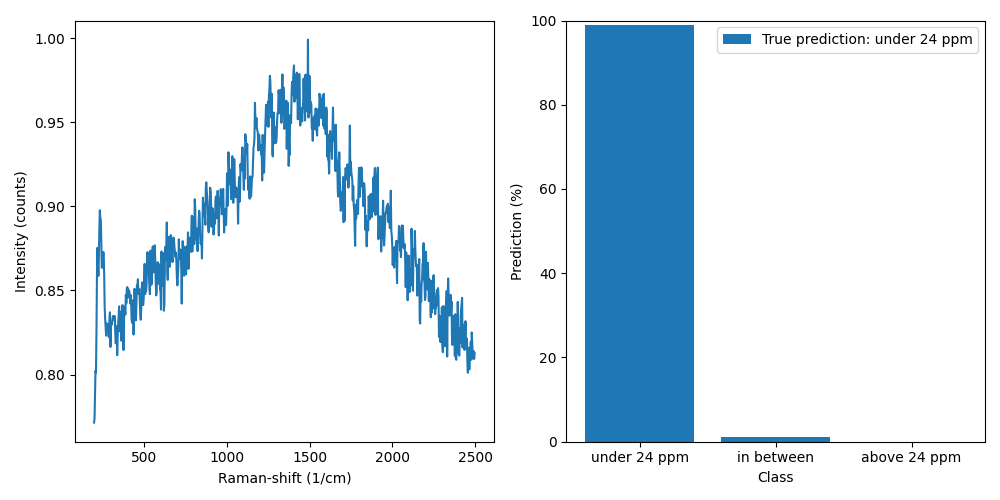 1.00
0.95
0.90
0.85
0.80
Intensity (counts)
500
1000
1500
2000
2500
Raman-shift (1/cm)
100
80
60
40
20
0
Prediction (%)
True prediction: under 24 ppm
under 24 ppm
in between
above 24 ppm
Class